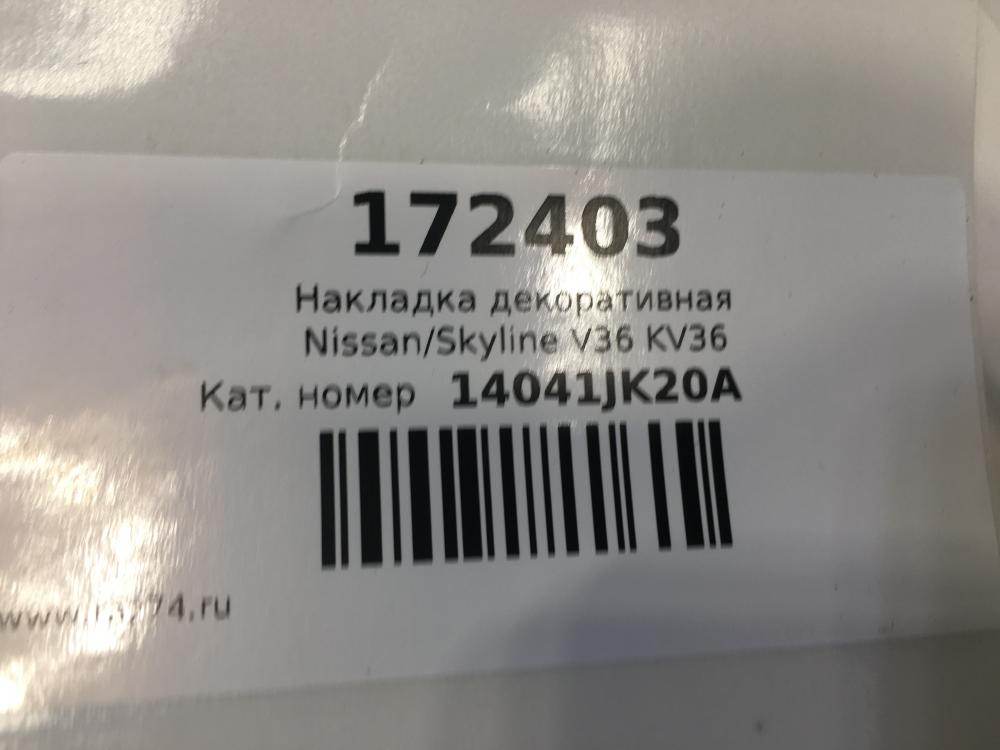 172403
Накладка декоративная
Nissan/Skyline V36 KV36
Кат. номер 14041JK20A